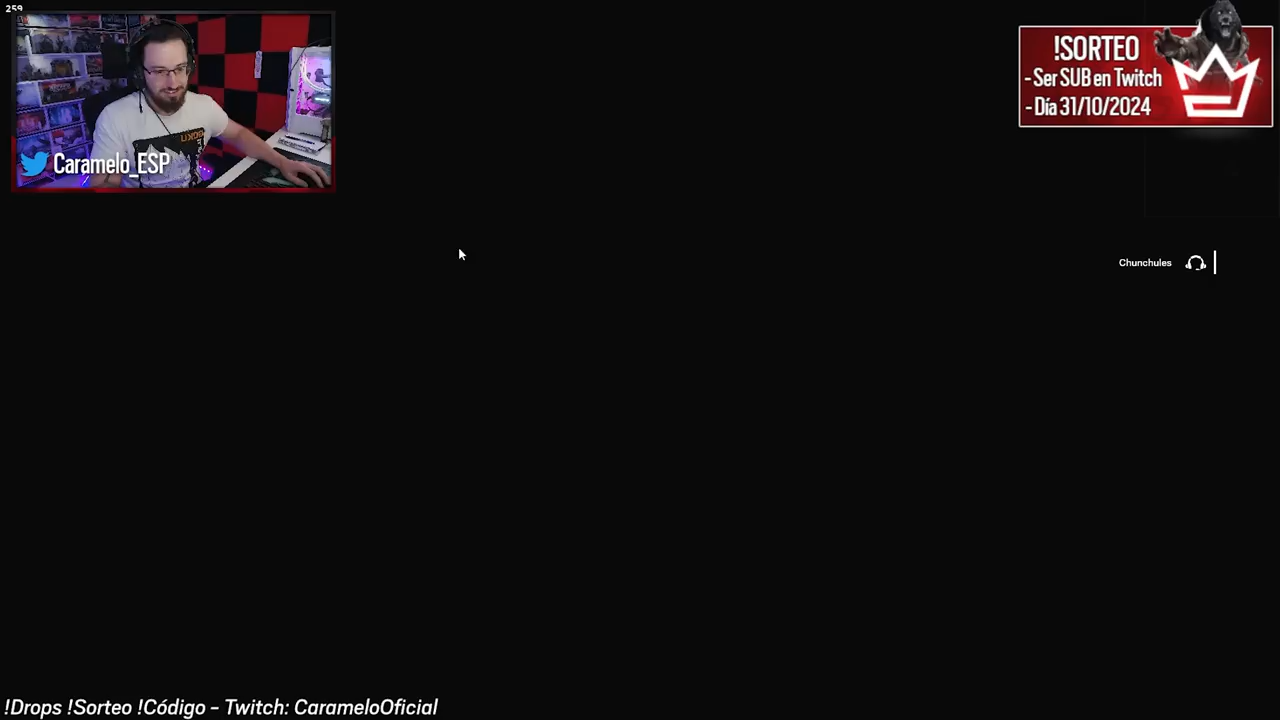 259
!SORTEO
- Ser SUB en Twitch
- Día 31/10/2024
Caramelo_ESP
Chunchules
!Drops !Sorteo !Código - Twitch: CarameloOficial